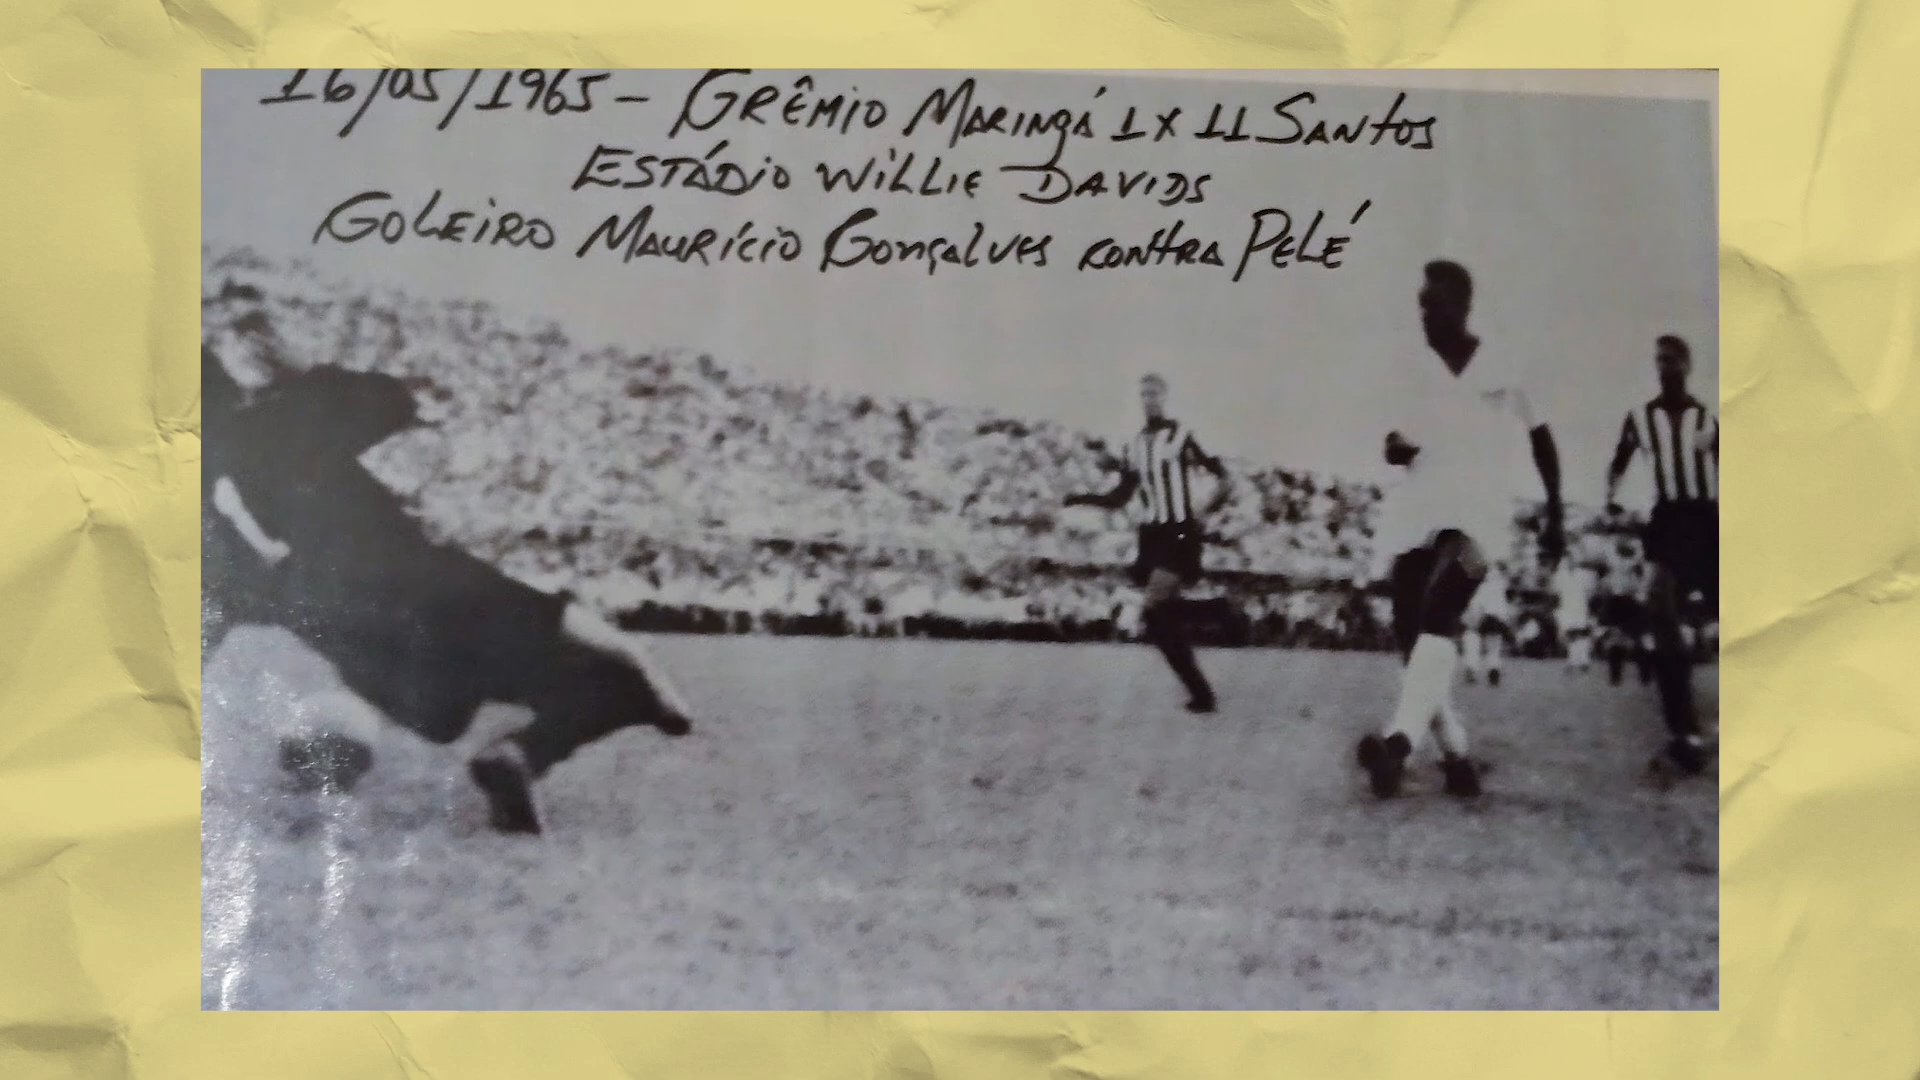 16/05/1965 - GRÊMIO MARINGÁ 1 X 11 SANTOS
ESTÁDIO WILLIE DAVIDS
GOLEIRO MAURÍCIO GONÇALVES CONTRA PELÉ